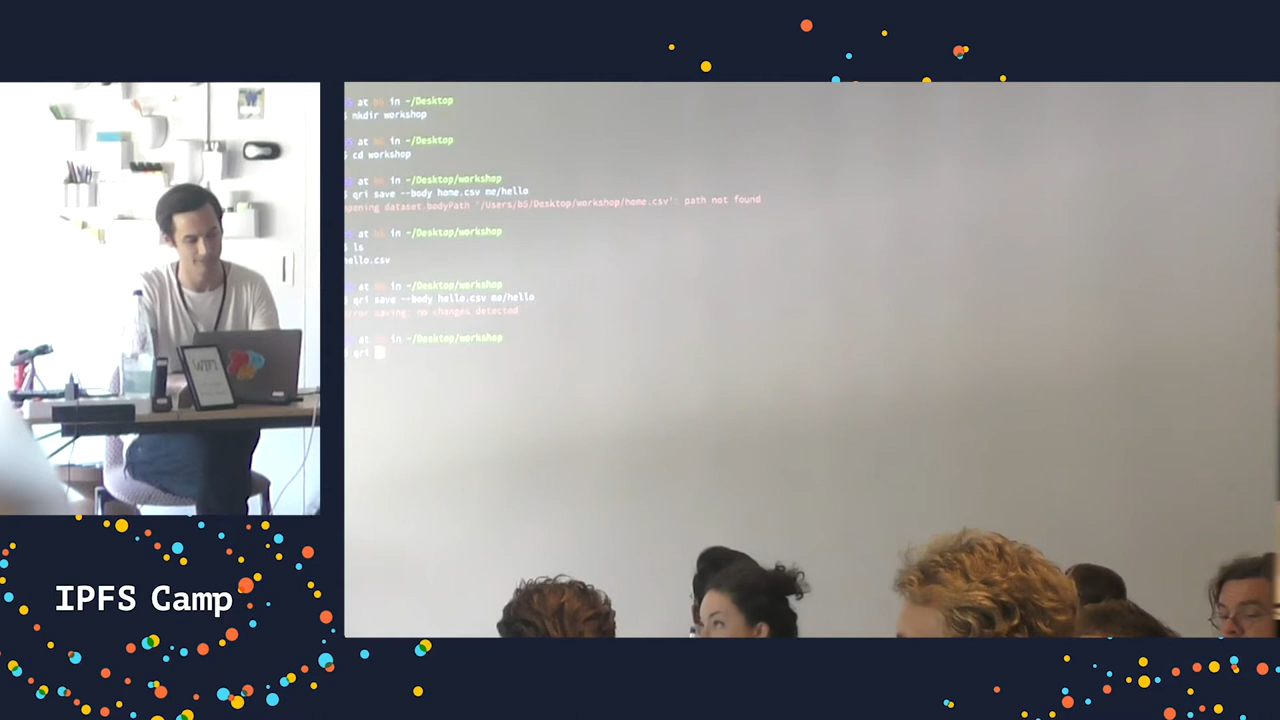 at in ~/Desktop
mkdir workshop
at in ~/Desktop
cd workshop
at in ~/Desktop/workshop
qri save --body home.csv me/hello
opening dataset.bodyPath '/Users/b5/Desktop/workshop/home.csv': path not found
at in ~/Desktop/workshop
ls
hello.csv
at in ~/Desktop/workshop
qri save --body hello.csv me/hello
error saving: no changes detected
at in ~/Desktop/workshop
qri
WIFI
IPFS Camp